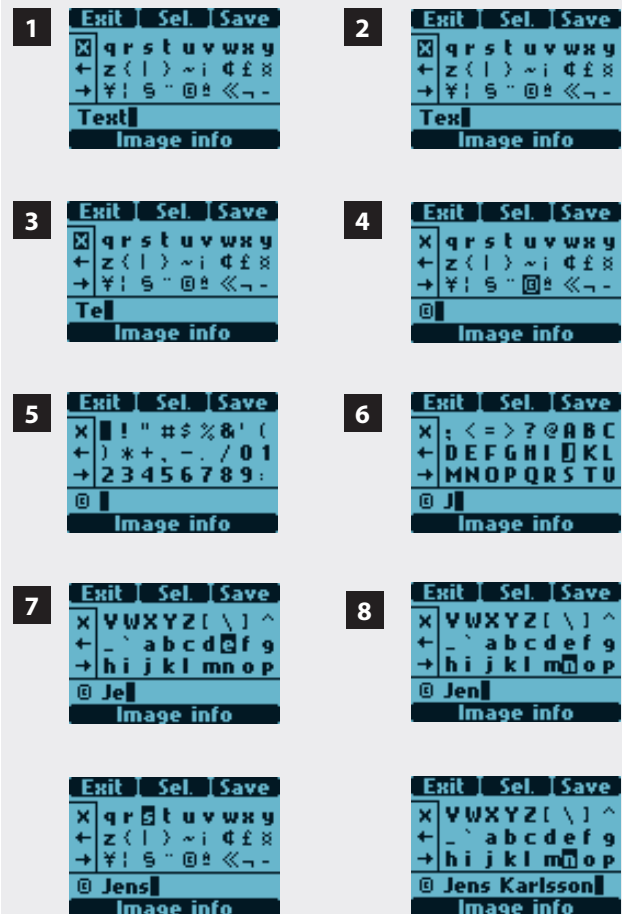 1
Exit Sel. Save
X q r s t u v w x y
← z { | } ~ ¡ ¢ £ ¤
→ ¥ ¦ § ¨ © ª « ¬ -
Text
Image info
2
Exit Sel. Save
X q r s t u v w x y
← z { | } ~ ¡ ¢ £ ¤
→ ¥ ¦ § ¨ © ª « ¬ -
Tex
Image info
3
Exit Sel. Save
X q r s t u v w x y
← z { | } ~ ¡ ¢ £ ¤
→ ¥ ¦ § ¨ © ª « ¬ -
Te
Image info
4
Exit Sel. Save
X q r s t u v w x y
← z { | } ~ ¡ ¢ £ ¤
→ ¥ ¦ § ¨ © ª « ¬ -
©
Image info
5
Exit Sel. Save
X ! " # $ % & ' (
← ) * + , - . / 0 1
→ 2 3 4 5 6 7 8 9 :
©
Image info
6
Exit Sel. Save
X ; < = > ? @ A B C
← D E F G H I J K L
→ M N O P Q R S T U
© J
Image info
7
Exit Sel. Save
X V W X Y Z [ \ ] ^
← _ ` a b c d e f g
→ h i j k l m n o p
© Je
Image info
8
Exit Sel. Save
X V W X Y Z [ \ ] ^
← _ ` a b c d e f g
→ h i j k l m n o p
© Jen
Image info
Exit Sel. Save
X q r s t u v w x y
← z { | } ~ ¡ ¢ £ ¤
→ ¥ ¦ § ¨ © ª « ¬ -
© Jens
Image info
Exit Sel. Save
X V W X Y Z [ \ ] ^
← _ ` a b c d e f g
→ h i j k l m n o p
© Jens Karlsson
Image info